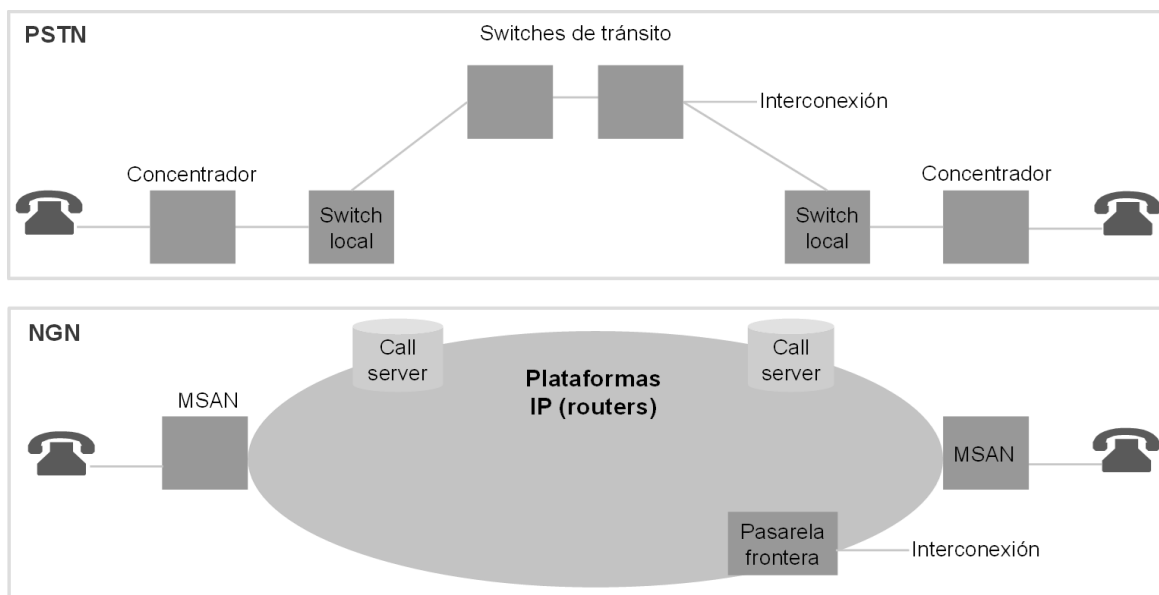 PSTN
Switches de tránsito
Interconexión
Concentrador
Concentrador
Switch
local
Switch
local
NGN
Call
server
Call
server
Plataformas
IP (routers)
MSAN
MSAN
Pasarela
frontera
Interconexión